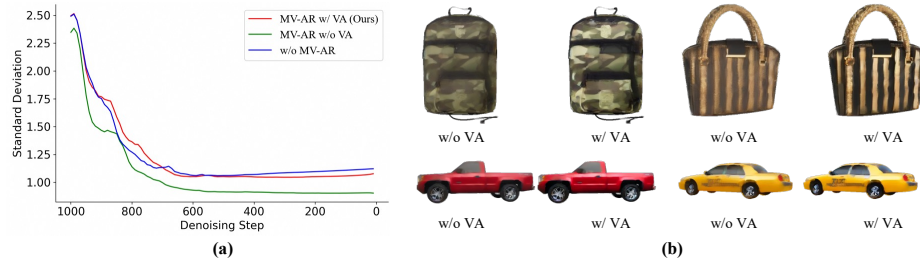 2.50
2.25
2.00
1.75
1.50
1.25
1.00
Standard Deviation
1000 800 600 400 200 0
Denoising Step
MV-AR w/ VA (Ours)
MV-AR w/o VA
w/o MV-AR
(a)
w/o VA w/ VA w/o VA w/ VA
w/o VA w/ VA w/o VA w/ VA
(b)